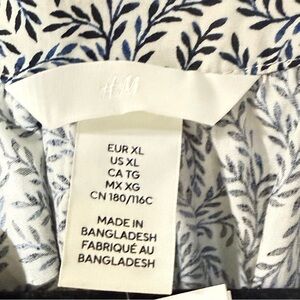 H&M
EUR XL
US XL
CA TG
MX XG
CN 180/116C
MADE IN
BANGLADESH
FABRIQUÉ AU
BANGLADESH